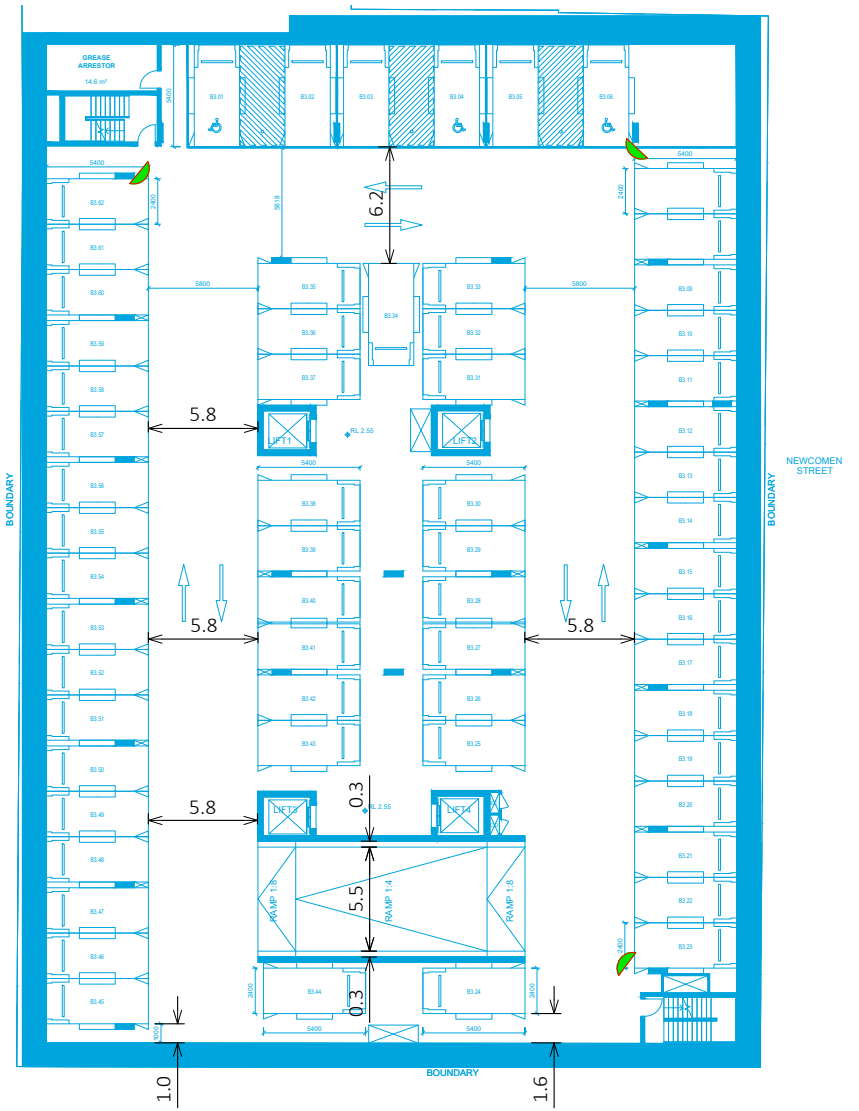 GREASE
ARRESTOR
14.6 m²
5400
B3.01
B3.02
B3.03
B3.04
B3.05
B3.06
5400
5400
2400
2400
5816
6.2
B3.62
B3.61
B3.60
B3.59
B3.58
B3.57
B3.56
B3.55
B3.54
B3.53
B3.52
B3.51
B3.50
B3.49
B3.48
B3.47
B3.46
B3.45
5800
5800
B3.35
B3.36
B3.37
B3.34
B3.33
B3.32
B3.31
B3.09
B3.10
B3.11
B3.12
B3.13
B3.14
B3.15
B3.16
B3.17
B3.18
B3.19
B3.20
B3.21
B3.22
B3.23
5.8
LIFT1
RL 2.55
LIFT2
5400
5400
B3.38
B3.39
B3.40
B3.41
B3.42
B3.43
B3.30
B3.29
B3.28
B3.27
B3.26
B3.25
NEWCOMEN
STREET
BOUNDARY
BOUNDARY
5.8
5.8
5.8
LIFT3
0.3
RL 2.55
LIFT4
RAMP 1:8
5.5
RAMP 1:4
RAMP 1:8
2400
2400
B3.44
0.3
B3.24
2400
5400
5400
1000
1.0
1.6
BOUNDARY